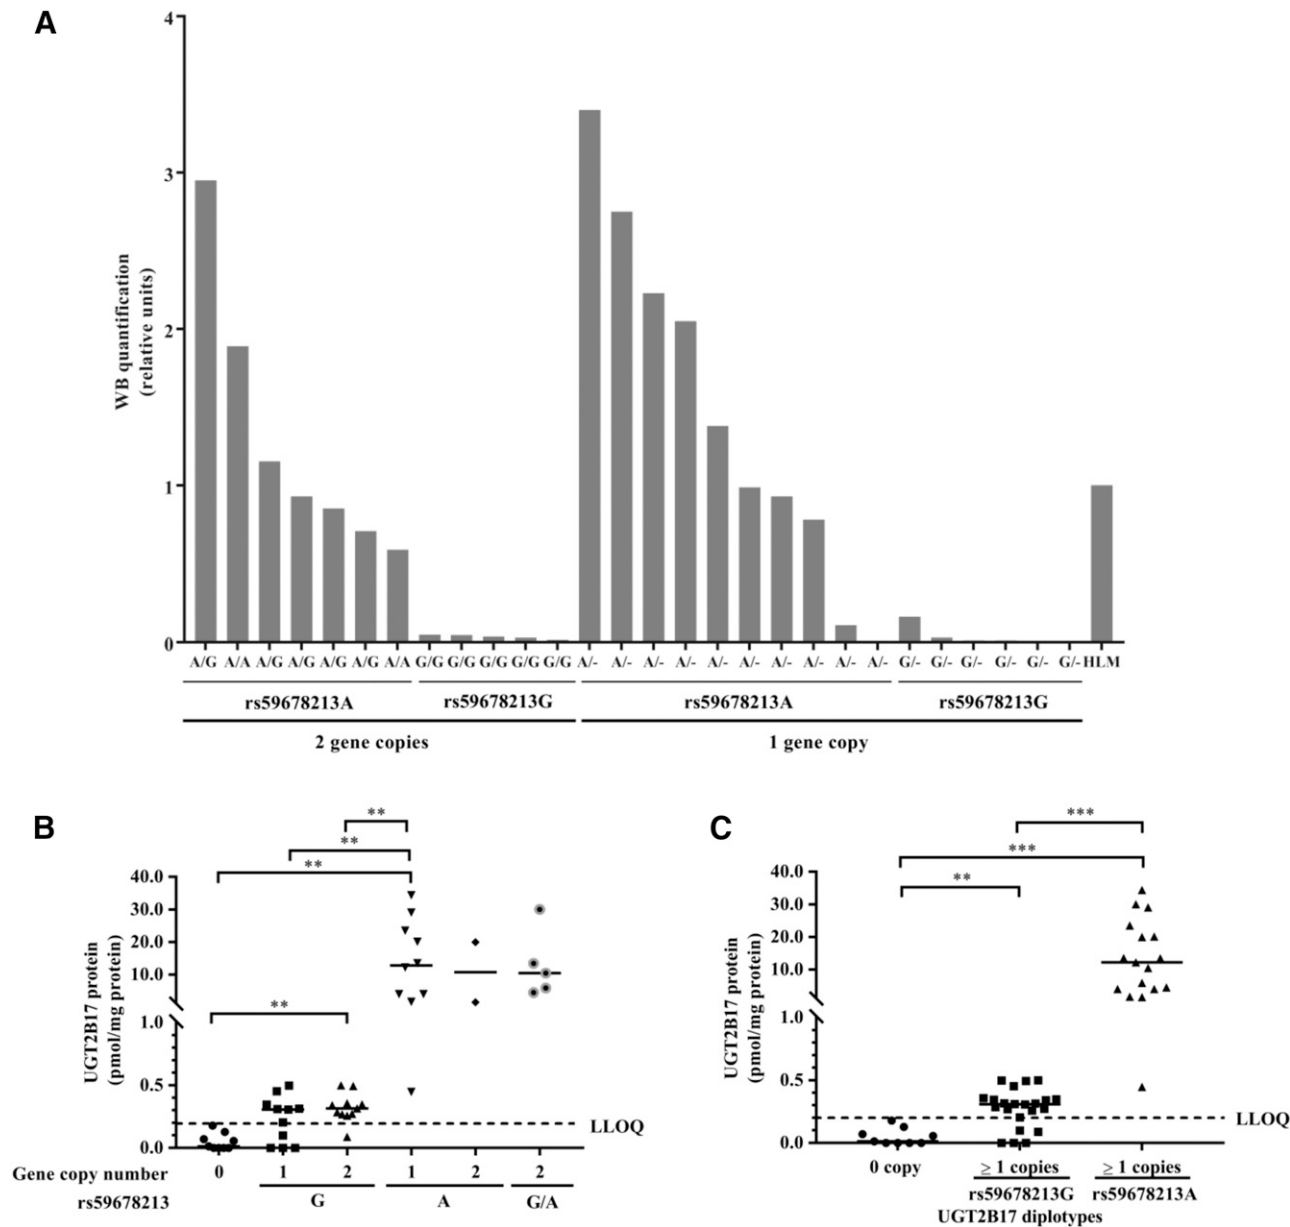 A
4
3
2
1
0
WB quantification
(relative units)
A/G A/A A/G A/G A/G A/G A/A G/G G/G G/G G/G G/G A/- A/- A/- A/- A/- A/- A/- A/- A/- A/- G/- G/- G/- G/- G/- G/- HLM
rs59678213A rs59678213G rs59678213A rs59678213G
2 gene copies 1 gene copy
B
** 
**
**
40.0
30.0
20.0
10.0
1.0
0.5
0.0
UGT2B17 protein
(pmol/mg protein)
**
LLOQ
Gene copy number 0 1 2 1 2 2
rs59678213 G A G/A
C
***
***
**
40.0
30.0
20.0
10.0
1.0
0.5
0.0
UGT2B17 protein
(pmol/mg protein)
LLOQ
0 copy ≥ 1 copies ≥ 1 copies
rs59678213G rs59678213A
UGT2B17 diplotypes